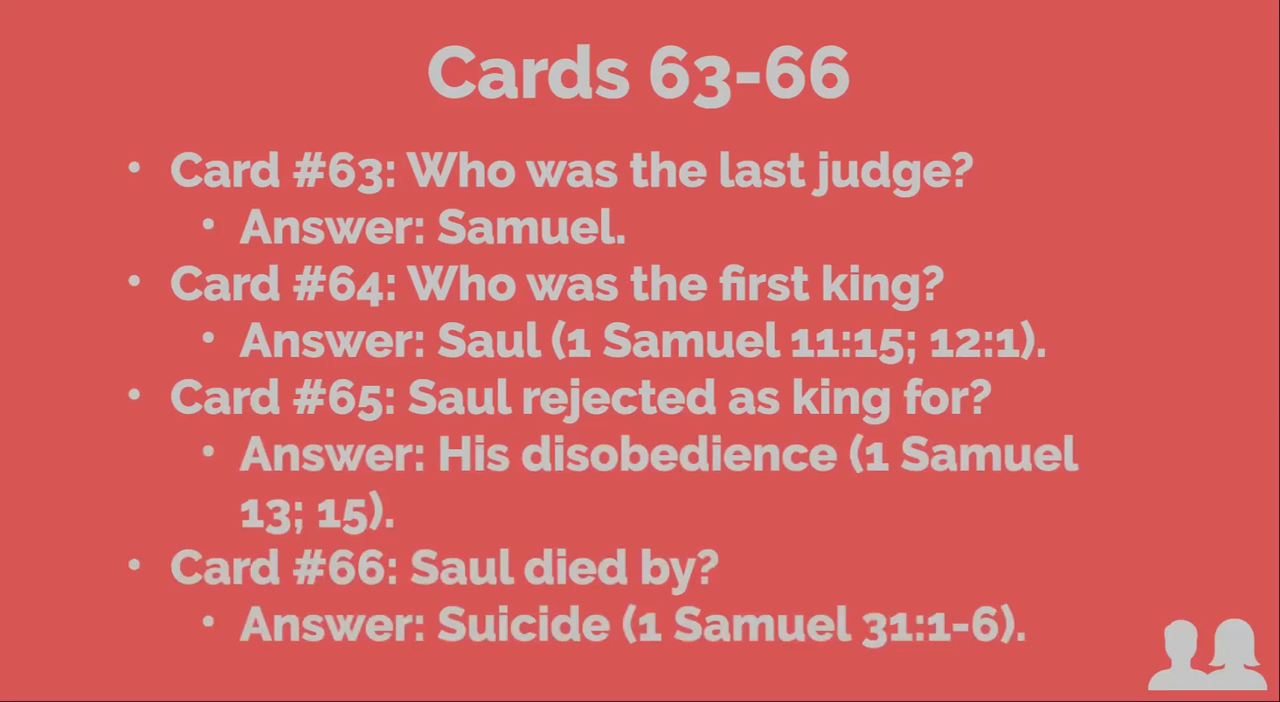 Cards 63-66
• Card #63: Who was the last judge?
• Answer: Samuel.
• Card #64: Who was the first king?
• Answer: Saul (1 Samuel 11:15; 12:1).
• Card #65: Saul rejected as king for?
• Answer: His disobedience (1 Samuel
13; 15).
• Card #66: Saul died by?
• Answer: Suicide (1 Samuel 31:1-6).